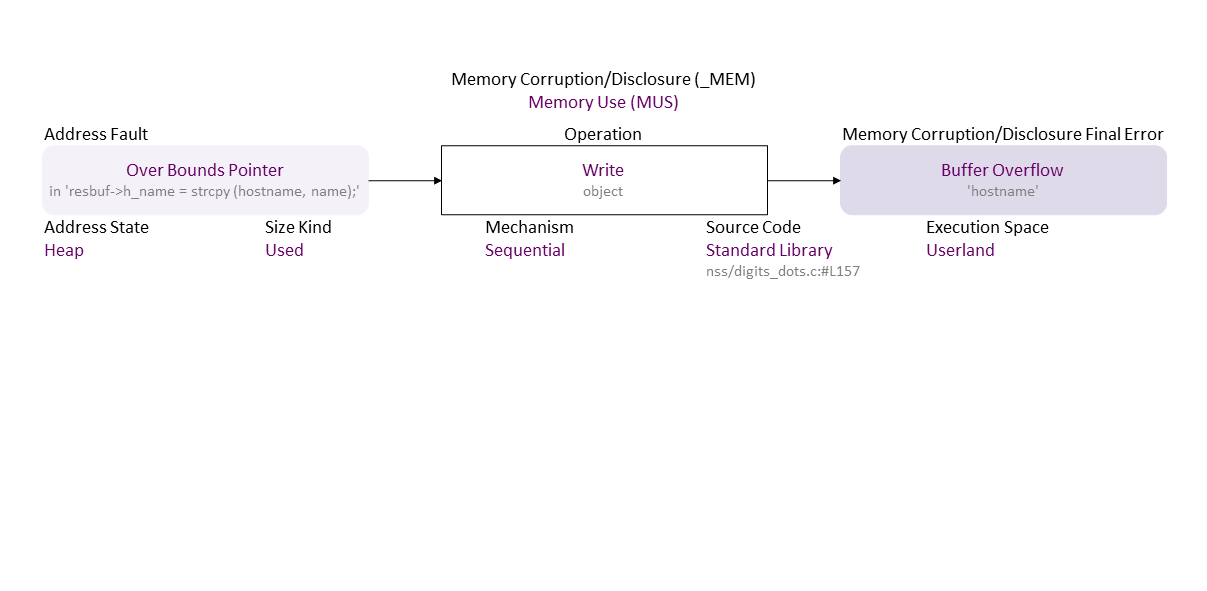 Memory Corruption/Disclosure (_MEM)
Memory Use (MUS)
Address Fault
Operation
Memory Corruption/Disclosure Final Error
Over Bounds Pointer
in 'resbuf->h_name = strcpy (hostname, name);'
Write
object
Buffer Overflow
'hostname'
Address State
Size Kind
Mechanism
Source Code
Execution Space
Heap
Used
Sequential
Standard Library
Userland
nss/digits_dots.c:#L157